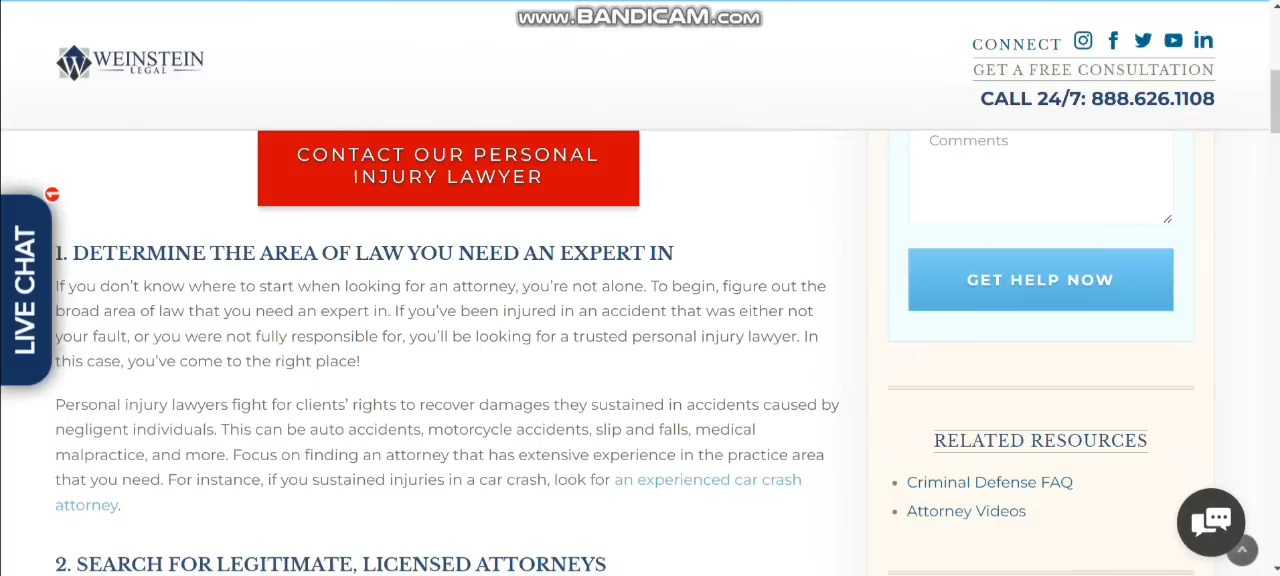 www.BANDICAM.com
WEINSTEIN
LEGAL
CONNECT
GET A FREE CONSULTATION
CALL 24/7: 888.626.1108
CONTACT OUR PERSONAL
INJURY LAWYER
Comments
LIVE CHAT
1. DETERMINE THE AREA OF LAW YOU NEED AN EXPERT IN
If you don’t know where to start when looking for an attorney, you’re not alone. To begin, figure out the
broad area of law that you need an expert in. If you’ve been injured in an accident that was either not
your fault, or you were not fully responsible for, you’ll be looking for a trusted personal injury lawyer. In
this case, you’ve come to the right place!
Personal injury lawyers fight for clients’ rights to recover damages they sustained in accidents caused by
negligent individuals. This can be auto accidents, motorcycle accidents, slip and falls, medical
malpractice, and more. Focus on finding an attorney that has extensive experience in the practice area
that you need. For instance, if you sustained injuries in a car crash, look for an experienced car crash
attorney.
2. SEARCH FOR LEGITIMATE, LICENSED ATTORNEYS
GET HELP NOW
RELATED RESOURCES
• Criminal Defense FAQ
• Attorney Videos